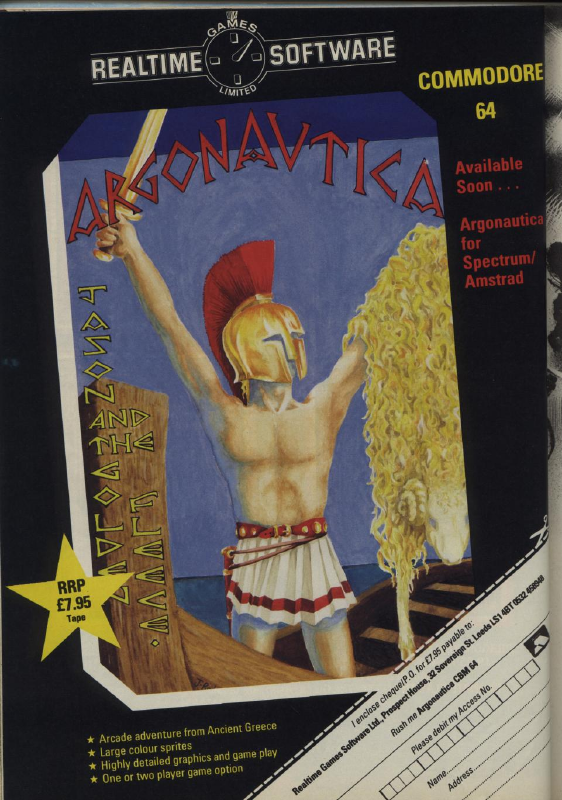 GAMES
REALTIME SOFTWARE
LIMITED
COMMODORE
64
ARGONAUTICA
Available
Soon . . .
Argonautica
for
Spectrum/
Amstrad
JASON AND THE
GOLDEN FLEECE.
RRP
£7.95
Tape
★ Arcade adventure from Ancient Greece
★ Large colour sprites
★ Highly detailed graphics and game play
★ One or two player game option
I enclose cheque/P.O. for £7.95 payable to:
Realtime Games Software Ltd., Prospect House, 32 Sovereign St. Leeds LS1 4BT 0532 458948
Rush me Argonautica CBM 64
Please debit my Access No.
Name
Address